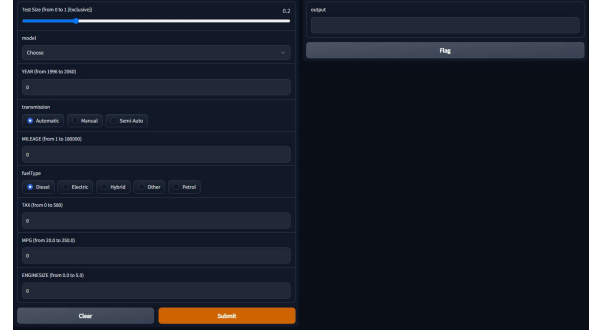 Test Size (from 0 to 1 (Exclusive))
0.2
model
Choose
YEAR (from 1996 to 2060)
0
transmission
Automatic Manual Semi-Auto
MILEAGE (from 1 to 100000)
0
fuelType
Diesel Electric Hybrid Other Petrol
TAX (from 0 to 580)
0
MPG (from 20.0 to 250.0)
0
ENGINESIZE (from 0.0 to 5.0)
0
Clear Submit
output
Flag